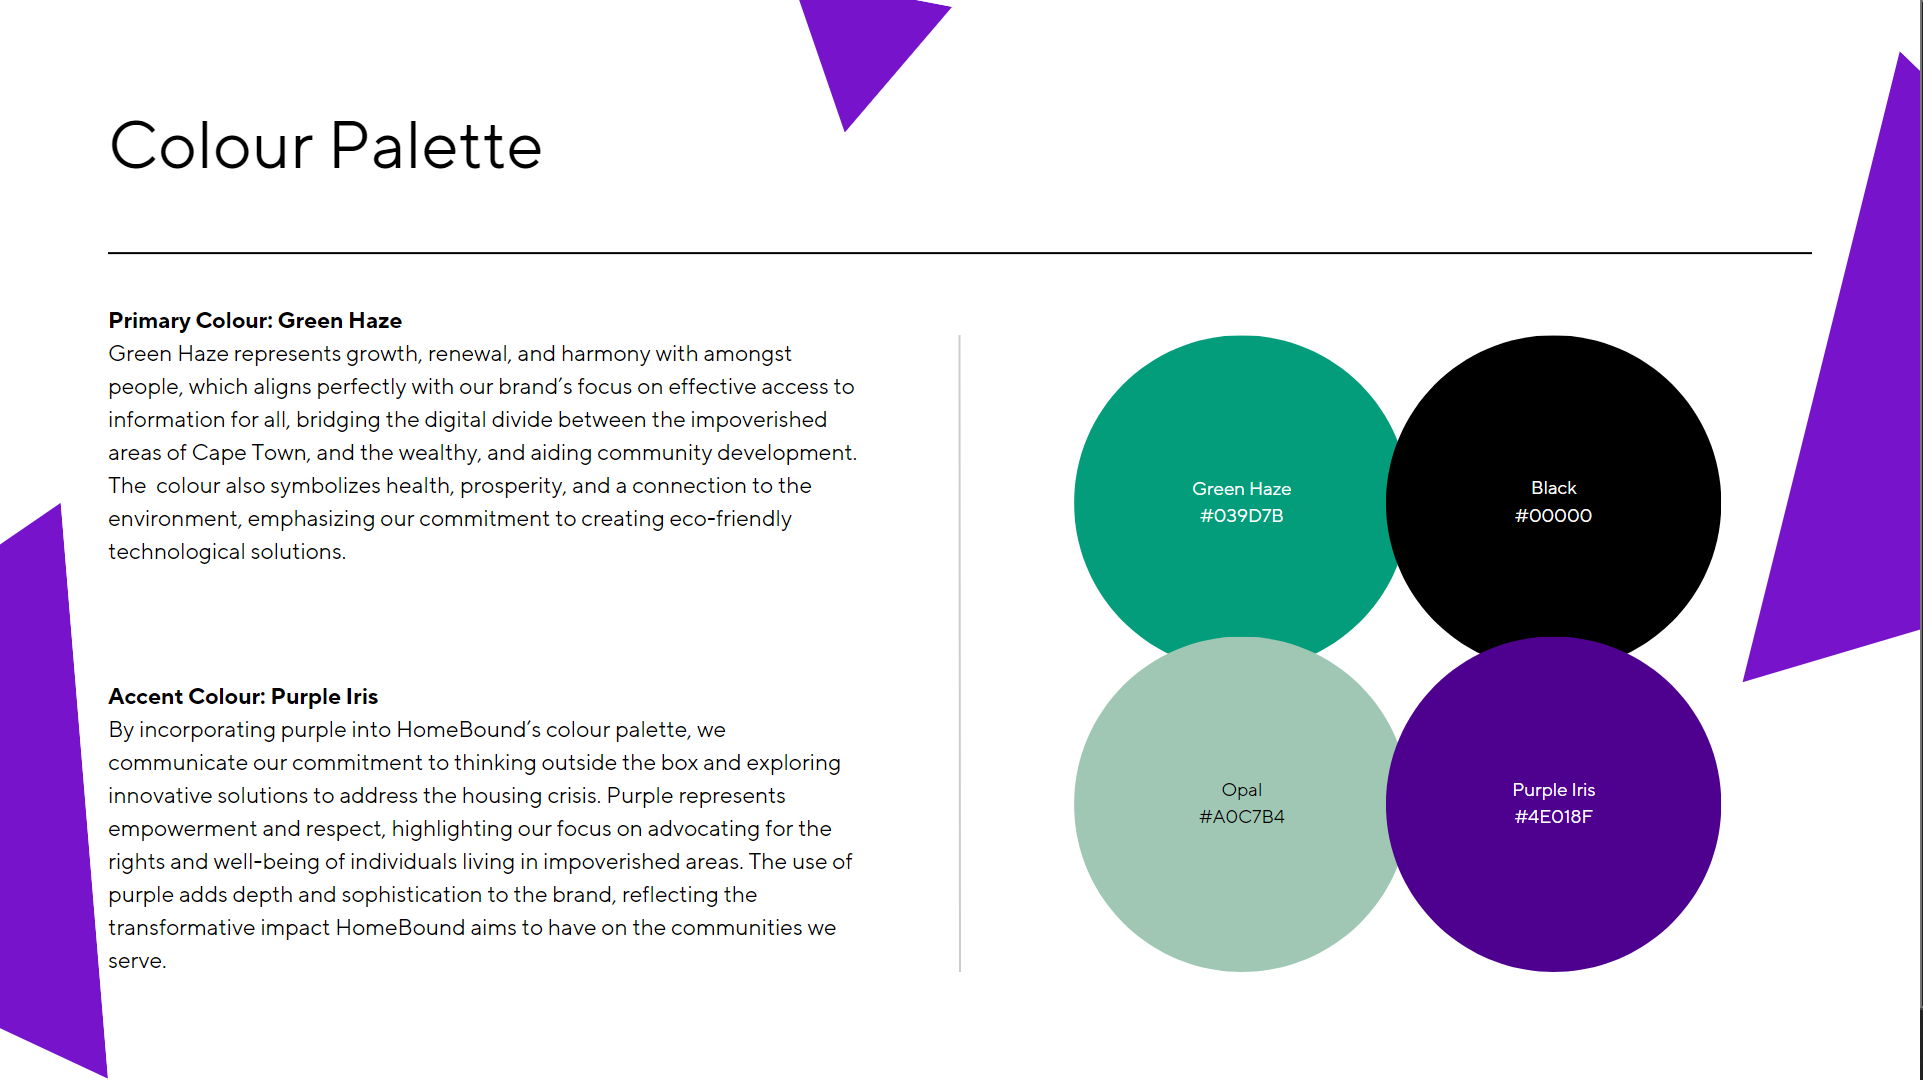 Colour Palette
Primary Colour: Green Haze
Green Haze represents growth, renewal, and harmony with amongst
people, which aligns perfectly with our brand’s focus on effective access to
information for all, bridging the digital divide between the impoverished
areas of Cape Town, and the wealthy, and aiding community development.
The  colour also symbolizes health, prosperity, and a connection to the
environment, emphasizing our commitment to creating eco-friendly
technological solutions.
Accent Colour: Purple Iris
By incorporating purple into HomeBound’s colour palette, we
communicate our commitment to thinking outside the box and exploring
innovative solutions to address the housing crisis. Purple represents
empowerment and respect, highlighting our focus on advocating for the
rights and well-being of individuals living in impoverished areas. The use of
purple adds depth and sophistication to the brand, reflecting the
transformative impact HomeBound aims to have on the communities we
serve.
Green Haze
#039D7B
Black
#00000
Opal
#A0C7B4
Purple Iris
#4E018F